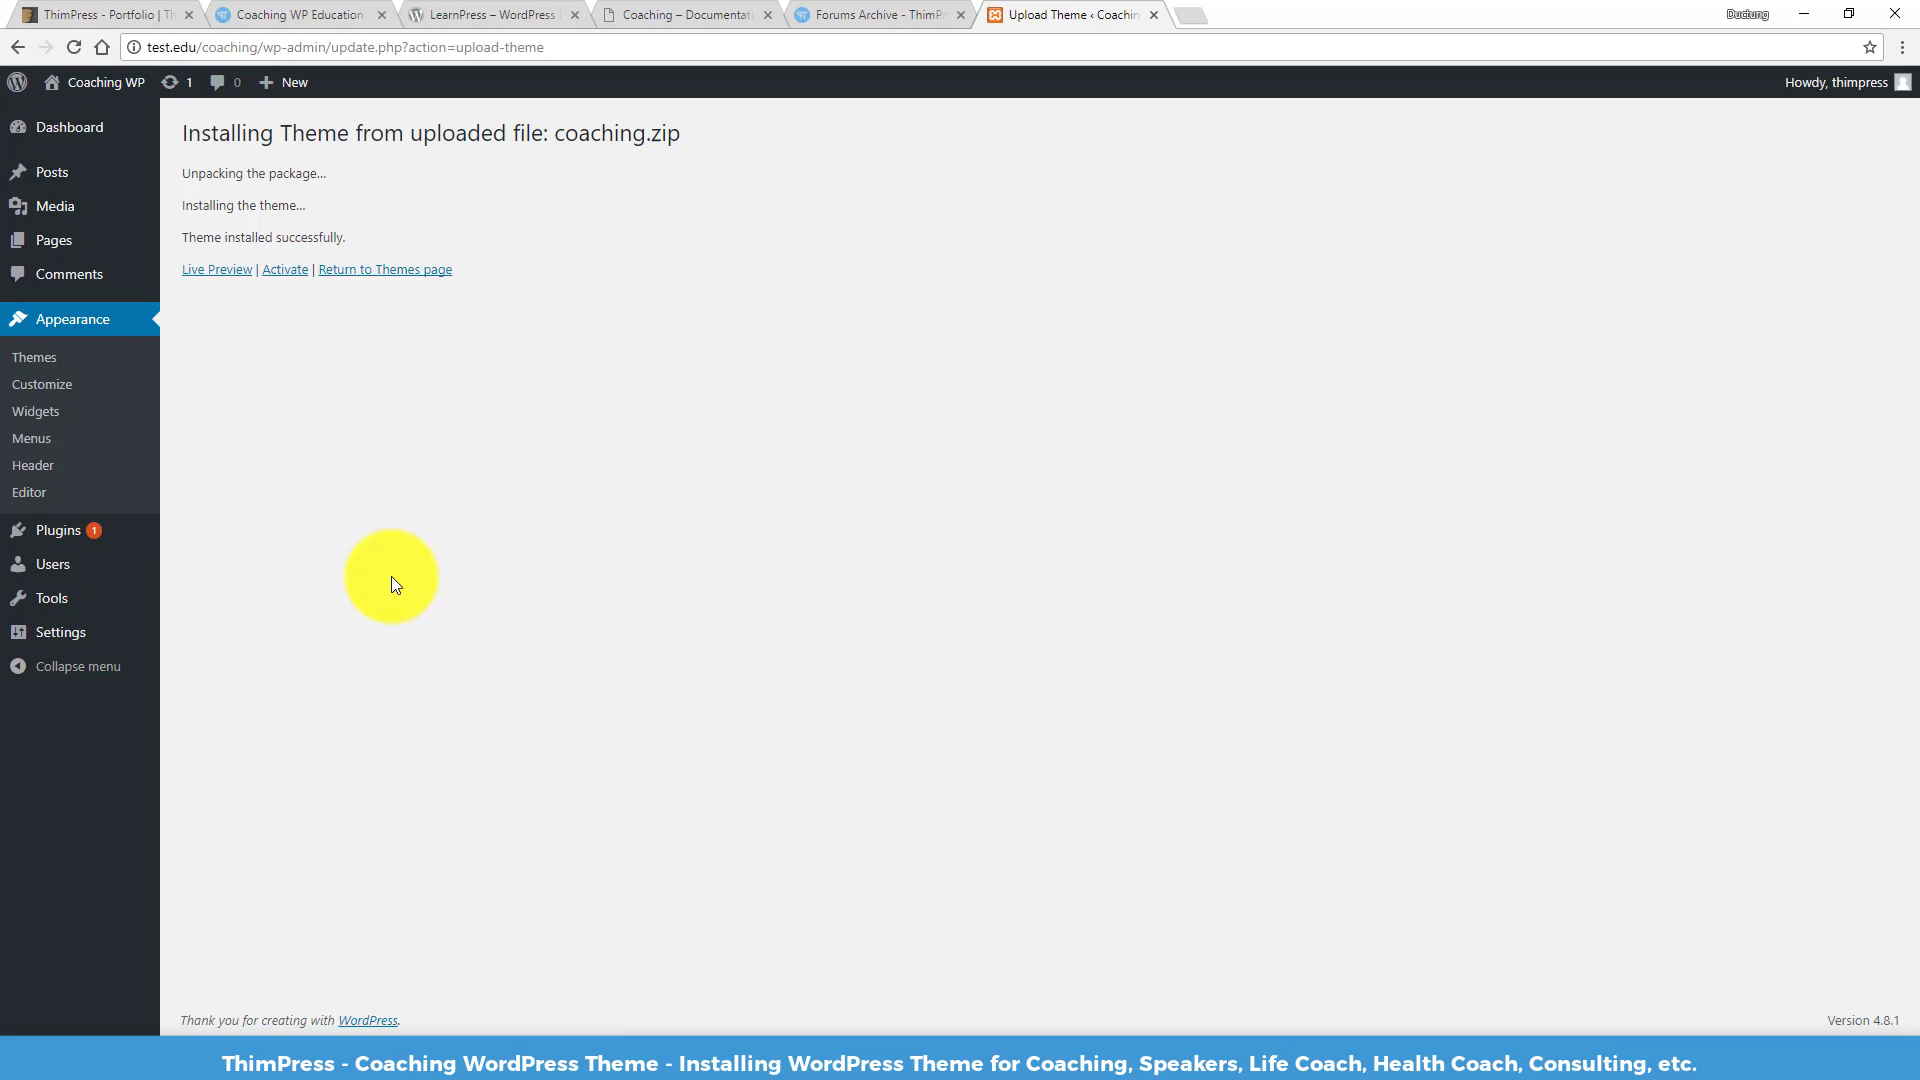 ThimPress - Portfolio | Th
Coaching WP Education
LearnPress – WordPress
Coaching – Documentat
Forums Archive - ThimPr
Upload Theme ‹ Coachin
Ductung
test.edu/coaching/wp-admin/update.php?action=upload-theme
Coaching WP
1
0
New
Howdy, thimpress
Dashboard
Posts
Media
Pages
Comments
Appearance
Themes
Customize
Widgets
Menus
Header
Editor
Plugins 1
Users
Tools
Settings
Collapse menu
Installing Theme from uploaded file: coaching.zip
Unpacking the package…
Installing the theme…
Theme installed successfully.
Live Preview | Activate | Return to Themes page
Thank you for creating with WordPress.
Version 4.8.1
ThimPress - Coaching WordPress Theme - Installing WordPress Theme for Coaching, Speakers, Life Coach, Health Coach, Consulting, etc.